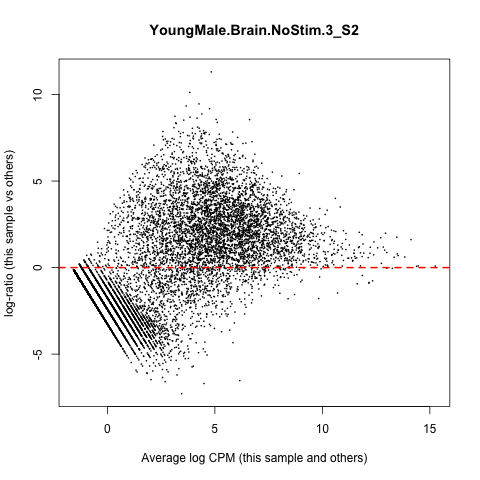 YoungMale.Brain.NoStim.3_S2
log-ratio (this sample vs others)
10
5
0
-5
0
5
10
15
Average log CPM (this sample and others)